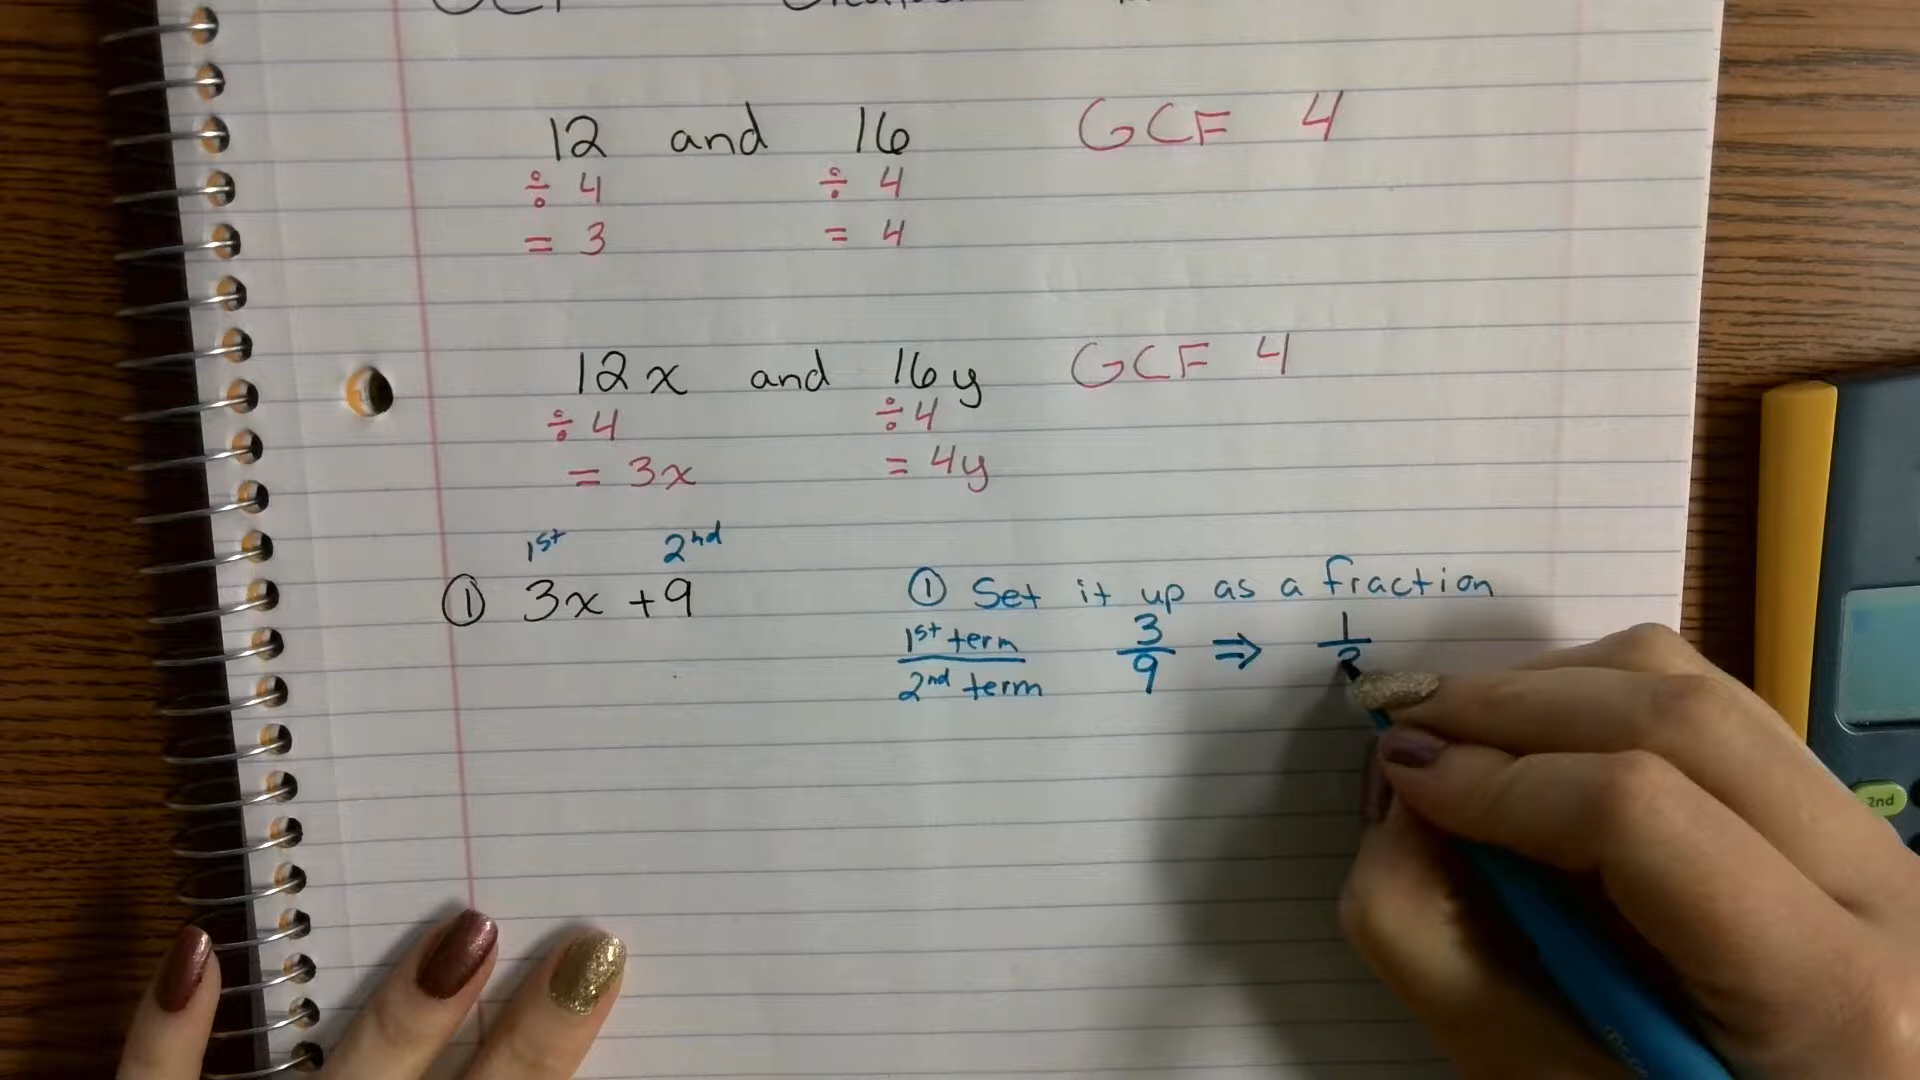 GCF
12 and 16 GCF 4
÷ 4 ÷ 4
= 3 = 4
12x and 16y GCF 4
÷ 4 ÷ 4
= 3x = 4y
1st 2nd
① 3x + 9 ① Set it up as a fraction
1st term / 2nd term 3/9 ⇒ 1/
2nd